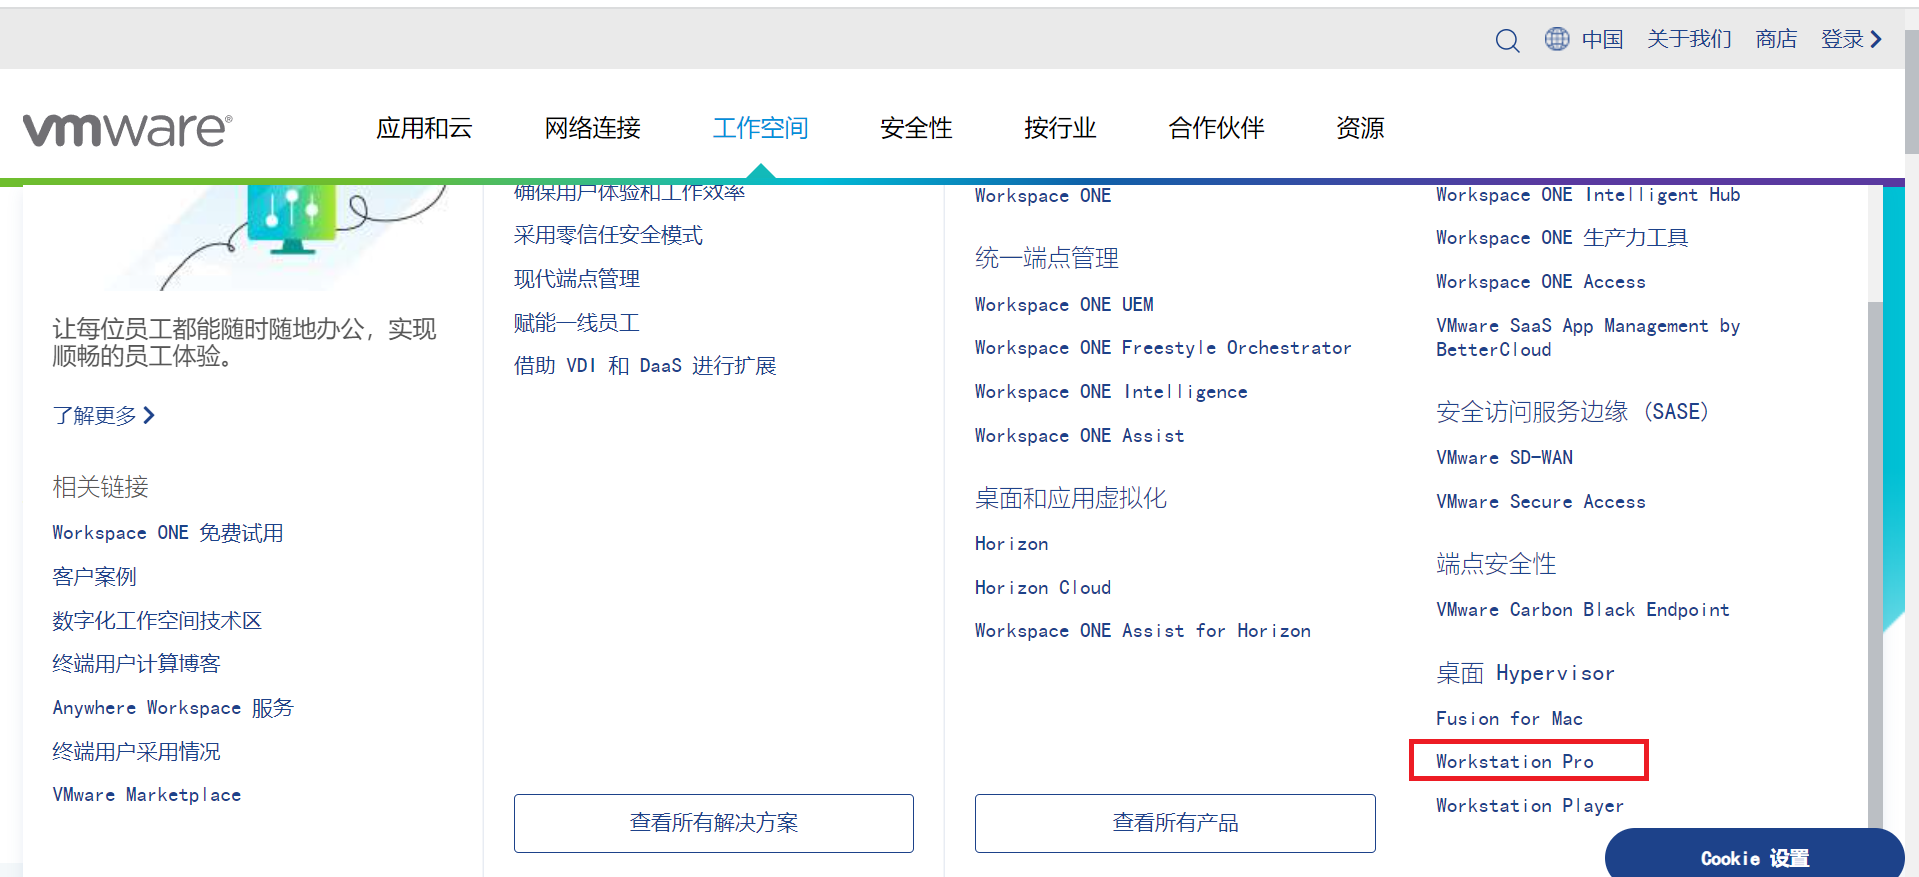 中国 关于我们 商店 登录
vmware®
应用和云 网络连接 工作空间 安全性 按行业 合作伙伴 资源
让每位员工都能随时随地办公，实现
顺畅的员工体验。
了解更多
相关链接
Workspace ONE 免费试用
客户案例
数字化工作空间技术区
终端用户计算博客
Anywhere Workspace 服务
终端用户采用情况
VMware Marketplace
确保用户体验和工作效率
采用零信任安全模式
现代端点管理
赋能一线员工
借助 VDI 和 DaaS 进行扩展
查看所有解决方案
Workspace ONE
统一端点管理
Workspace ONE UEM
Workspace ONE Freestyle Orchestrator
Workspace ONE Intelligence
Workspace ONE Assist
桌面和应用虚拟化
Horizon
Horizon Cloud
Workspace ONE Assist for Horizon
查看所有产品
Workspace ONE Intelligent Hub
Workspace ONE 生产力工具
Workspace ONE Access
VMware SaaS App Management by
BetterCloud
安全访问服务边缘（SASE）
VMware SD-WAN
VMware Secure Access
端点安全性
VMware Carbon Black Endpoint
桌面 Hypervisor
Fusion for Mac
Workstation Pro
Workstation Player
Cookie 设置